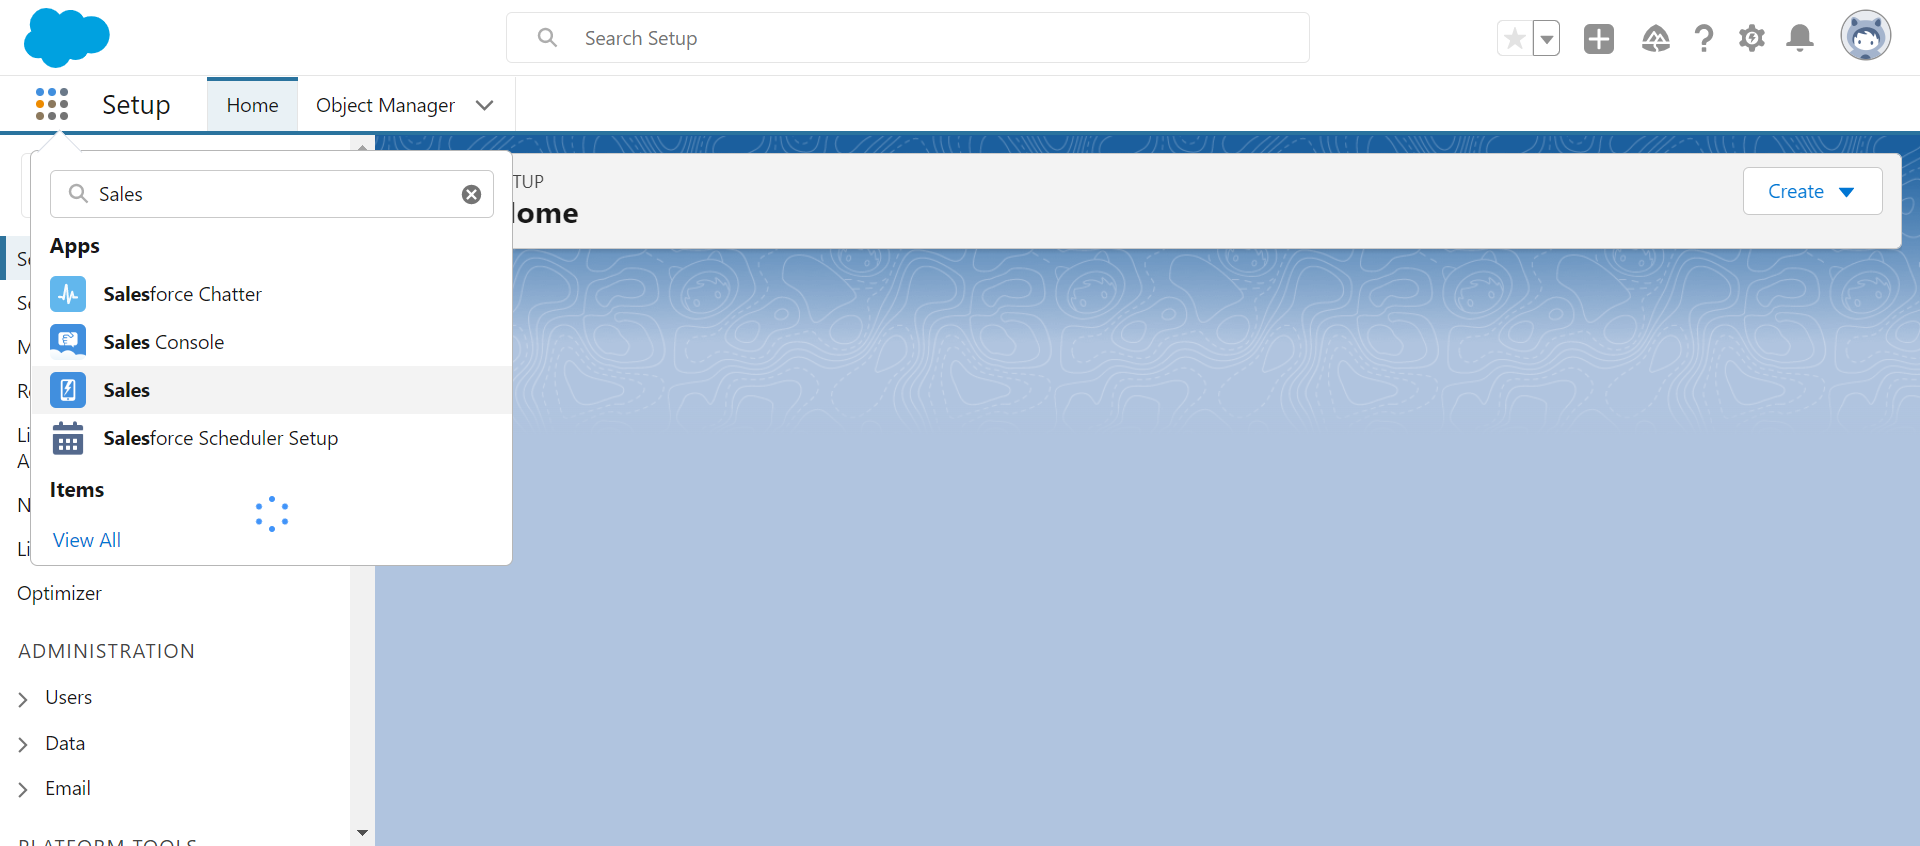 Search Setup
Setup
Home
Object Manager
Sales
Apps
Salesforce Chatter
Sales Console
Sales
Salesforce Scheduler Setup
Items
View All
TUP
ome
Create
S
S
M
R
Li
A
N
Li
Optimizer
ADMINISTRATION
Users
Data
Email
PLATFORM TOOLS